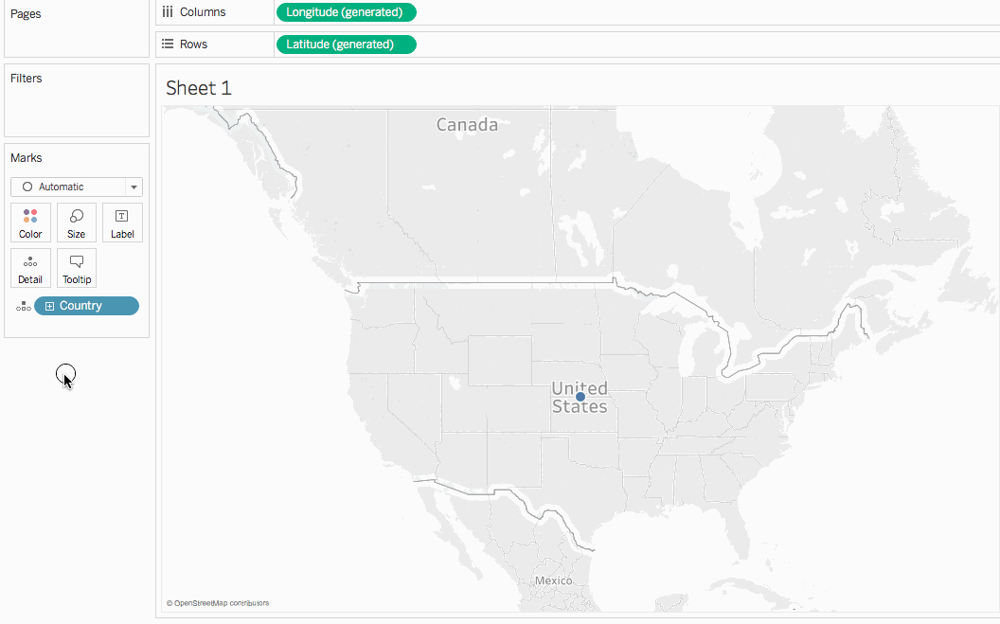 Pages
Columns
Longitude (generated)
Rows
Latitude (generated)
Filters
Sheet 1
Marks
Automatic
Color
Size
Label
Detail
Tooltip
Country
Canada
United
States
Mexico
© OpenStreetMap contributors